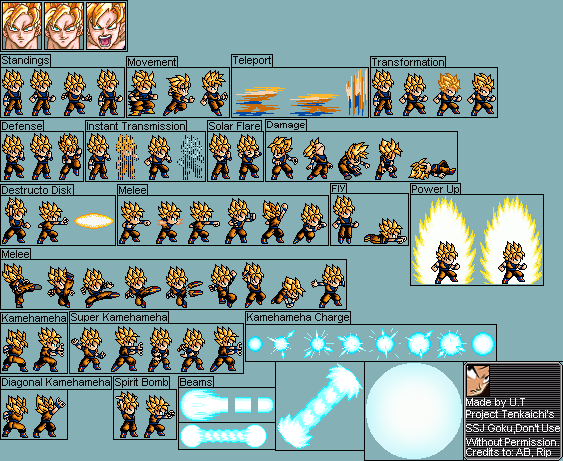 Standings
Movement
Teleport
Transformation
Defense
Instant Transmission
Solar Flare
Damage
Destructo Disk
Melee
Fly
Power Up
Melee
Kamehameha
Super Kamehameha
Kamehameha Charge
Diagonal Kamehameha
Spirit Bomb
Beams
Made by U.T
Project Tenkaichi's
SSJ Goku,Don't Use
Without Permission.
Credits to: AB, Rip